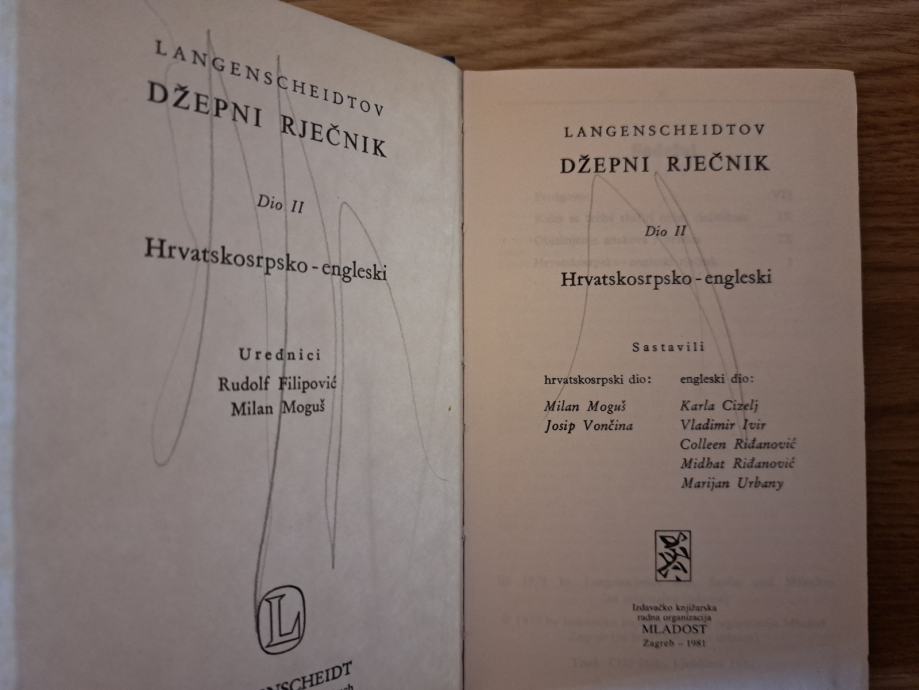 LANGENSCHEIDTOV
DŽEPNI RJEČNIK
Dio II
Hrvatskosrpsko-engleski
Urednici
Rudolf Filipović
Milan Moguš
L
LANGENSCHEIDTOV
DŽEPNI RJEČNIK
Dio II
Hrvatskosrpsko-engleski
Sastavili
hrvatskosrpski dio:
Milan Moguš
Josip Vončina
engleski dio:
Karla Cizelj
Vladimir Ivir
Colleen Riđanović
Midhat Riđanović
Marijan Urbany
Izdavačko knjižarska
radna organizacija
MLADOST
Zagreb - 1981